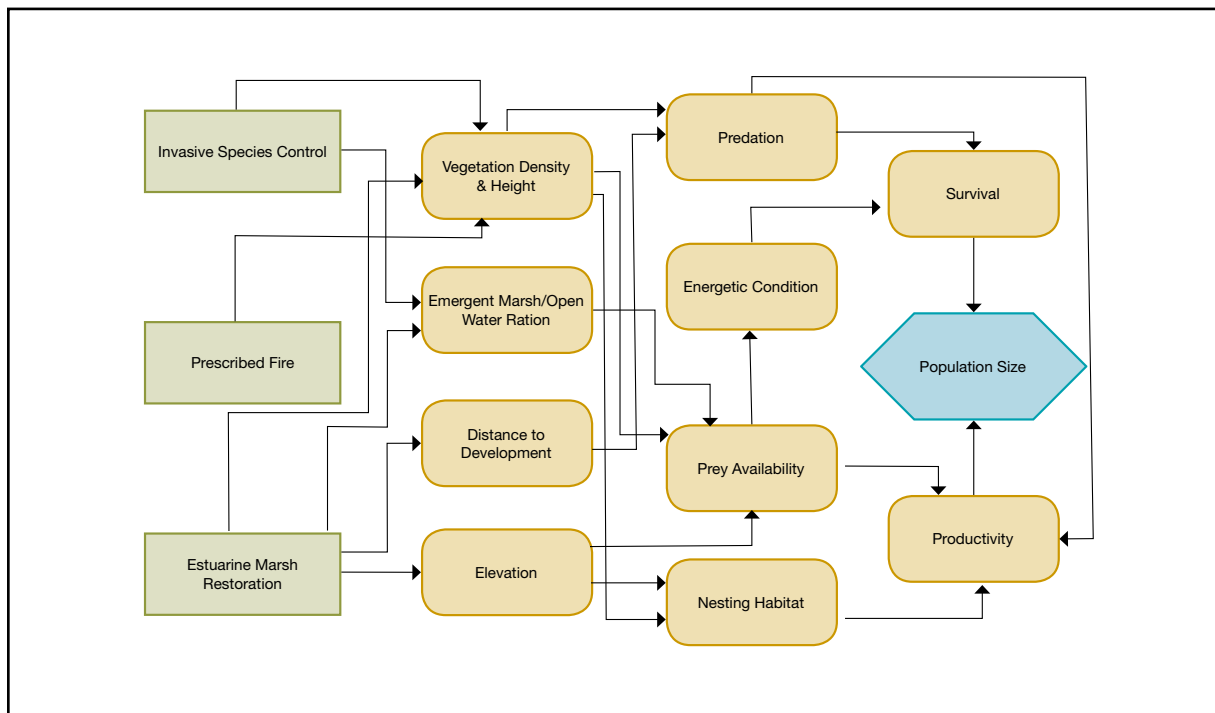 Invasive Species Control
Prescribed Fire
Estuarine Marsh
Restoration
Vegetation Density
& Height
Emergent Marsh/Open
Water Ration
Distance to
Development
Elevation
Predation
Energetic Condition
Prey Availability
Nesting Habitat
Survival
Population Size
Productivity